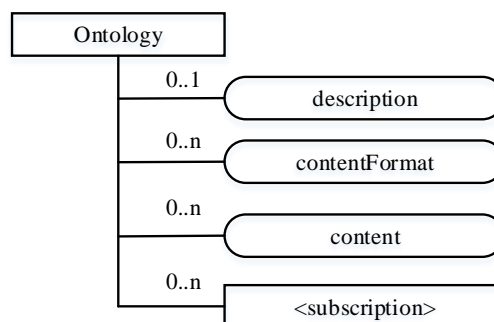 Ontology
0..1
description
0..n
contentFormat
0..n
content
0..n
<subscription>